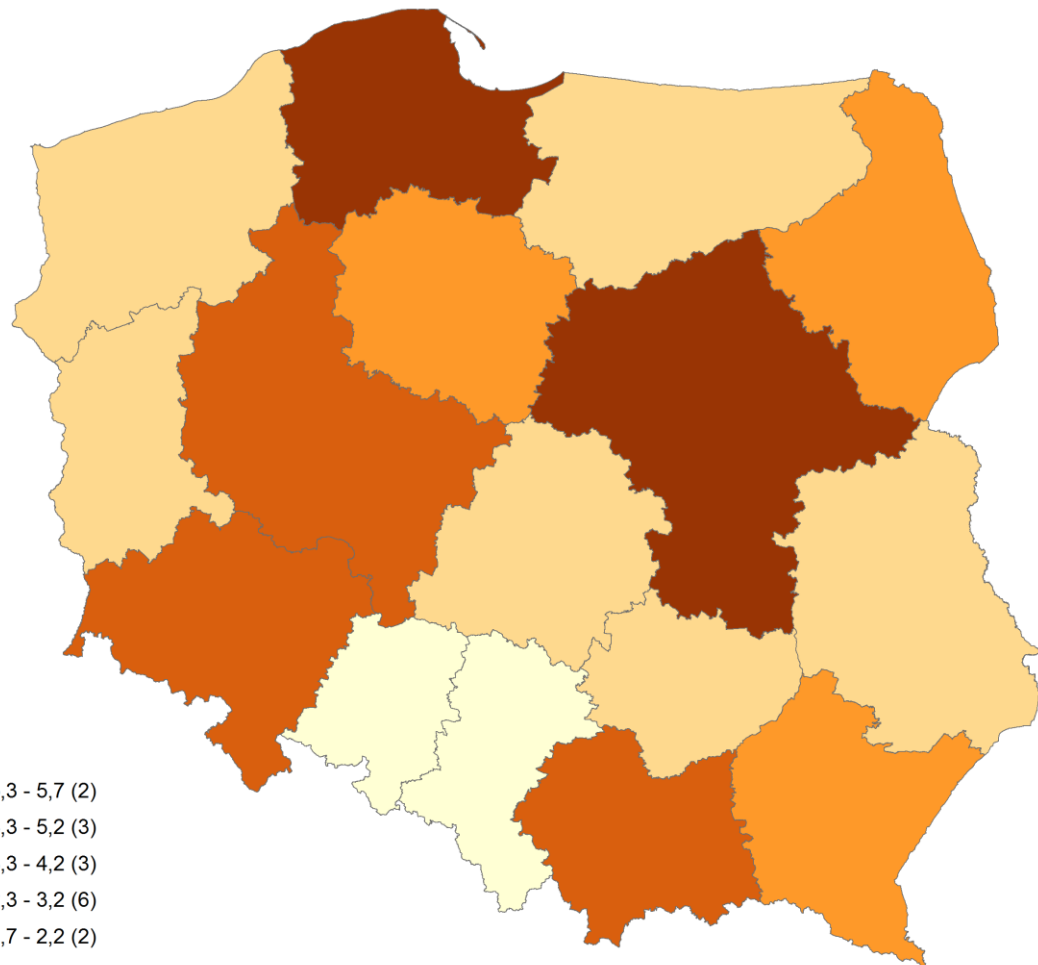 ,3 - 5,7 (2)
,3 - 5,2 (3)
,3 - 4,2 (3)
,3 - 3,2 (6)
,7 - 2,2 (2)